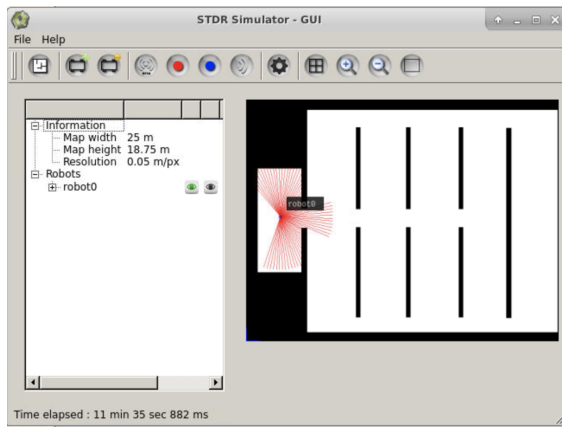 STDR Simulator - GUI
File Help
Information
Map width 25 m
Map height 18.75 m
Resolution 0.05 m/px
Robots
robot0
robot0
Time elapsed : 11 min 35 sec 882 ms